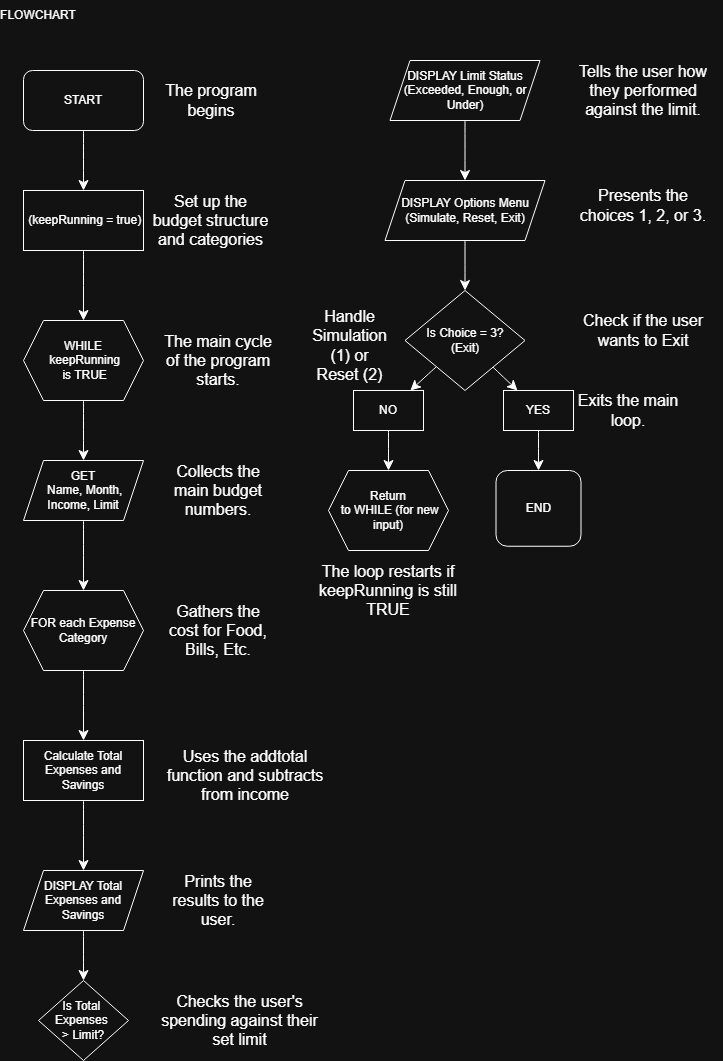 FLOWCHART
START
The program
begins
(keepRunning = true)
Set up the
budget structure
and categories
WHILE
keepRunning
is TRUE
The main cycle
of the program
starts.
GET
Name, Month,
Income, Limit
Collects the
main budget
numbers.
FOR each Expense
Category
Gathers the
cost for Food,
Bills, Etc.
Calculate Total
Expenses and
Savings
Uses the addtotal
function and subtracts
from income
DISPLAY Total
Expenses and
Savings
Prints the
results to the
user.
Is Total
Expenses
> Limit?
Checks the user's
spending against their
set limit
DISPLAY Limit Status
(Exceeded, Enough, or
Under)
Tells the user how
they performed
against the limit.
DISPLAY Options Menu
(Simulate, Reset, Exit)
Presents the
choices 1, 2, or 3.
Is Choice = 3?
(Exit)
Check if the user
wants to Exit
Handle
Simulation
(1) or
Reset (2)
NO
YES
Exits the main
loop.
Return
to WHILE (for new
input)
END
The loop restarts if
keepRunning is still
TRUE